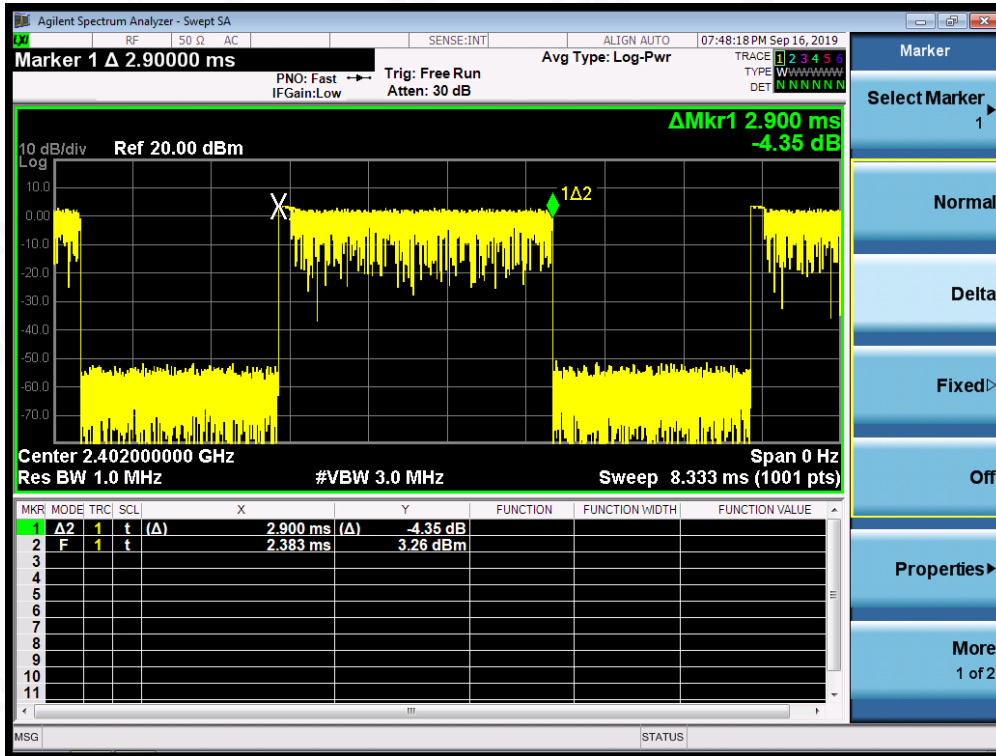 Agilent Spectrum Analyzer - Swept SA
LXI RF 50 Ω AC SENSE:INT ALIGN AUTO 07:48:18 PM Sep 16, 2019
Marker 1 Δ 2.90000 ms
PNO: Fast
IFGain:Low
Trig: Free Run
Atten: 30 dB
Avg Type: Log-Pwr
TRACE 1 2 3 4 5 6
TYPE WWWWWW
DET N N N N N N
ΔMkr1 2.900 ms
-4.35 dB
10 dB/div Ref 20.00 dBm
Log
10.0
0.00
-10.0
-20.0
-30.0
-40.0
-50.0
-60.0
-70.0
X2
1Δ2
Center 2.402000000 GHz Span 0 Hz
Res BW 1.0 MHz #VBW 3.0 MHz Sweep 8.333 ms (1001 pts)
MKR MODE TRC SCL X Y FUNCTION FUNCTION WIDTH FUNCTION VALUE
1 Δ2 1 t (Δ) 2.900 ms (Δ) -4.35 dB
2 F 1 t 2.383 ms 3.26 dBm
3
4
5
6
7
8
9
10
11
MSG STATUS
Marker
Select Marker
1
Normal
Delta
Fixed
Off
Properties
More
1 of 2